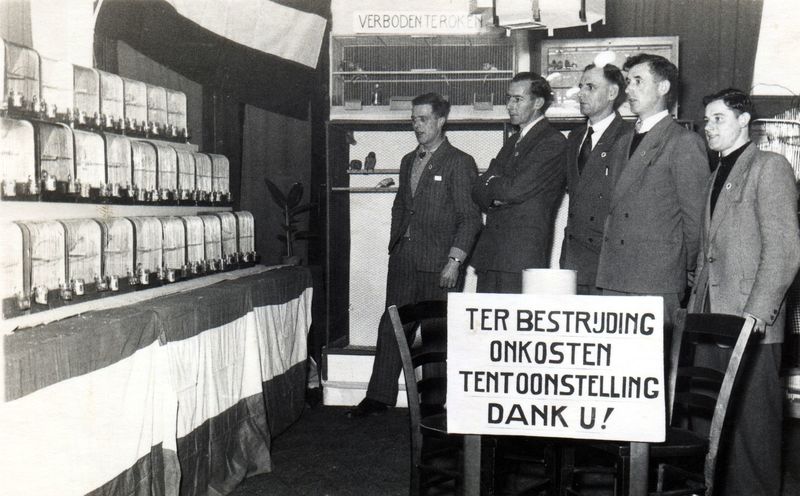 VERBODEN TE ROKEN
TER BESTRIJDING
ONKOSTEN
TENTOONSTELLING
DANK U!